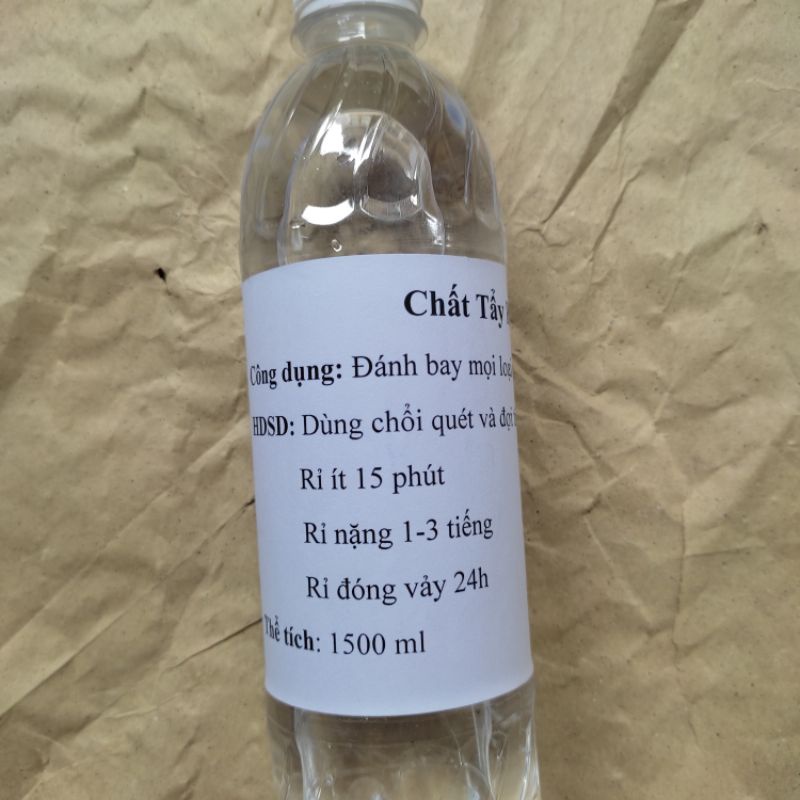 Chất Tẩy
Công dụng: Đánh bay mọi loại
HDSD: Dùng chổi quét và đợi
Rỉ ít 15 phút
Rỉ nặng 1-3 tiếng
Rỉ đóng vảy 24h
Thể tích: 1500 ml